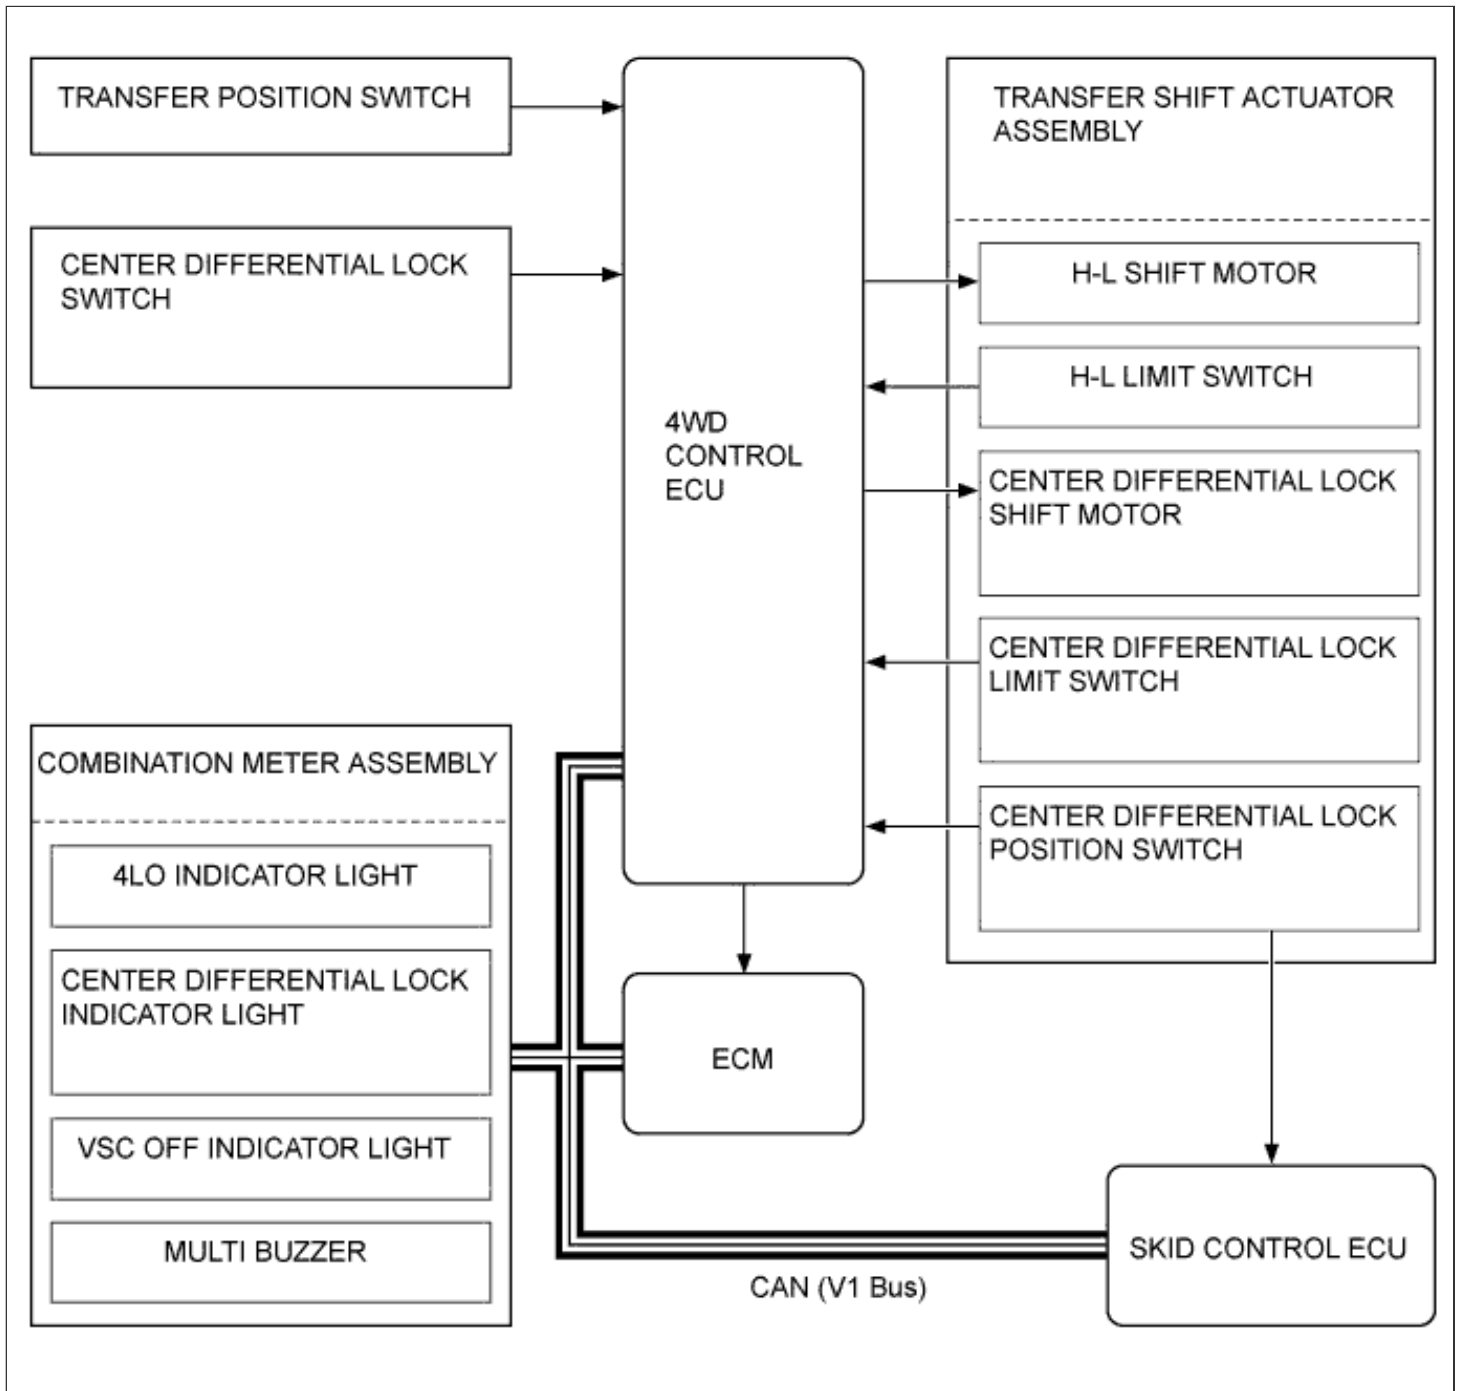 TRANSFER POSITION SWITCH
CENTER DIFFERENTIAL LOCK
SWITCH
4WD
CONTROL
ECU
TRANSFER SHIFT ACTUATOR
ASSEMBLY
H-L SHIFT MOTOR
H-L LIMIT SWITCH
CENTER DIFFERENTIAL LOCK
SHIFT MOTOR
CENTER DIFFERENTIAL LOCK
LIMIT SWITCH
CENTER DIFFERENTIAL LOCK
POSITION SWITCH
COMBINATION METER ASSEMBLY
4LO INDICATOR LIGHT
CENTER DIFFERENTIAL LOCK
INDICATOR LIGHT
VSC OFF INDICATOR LIGHT
MULTI BUZZER
ECM
SKID CONTROL ECU
CAN (V1 Bus)